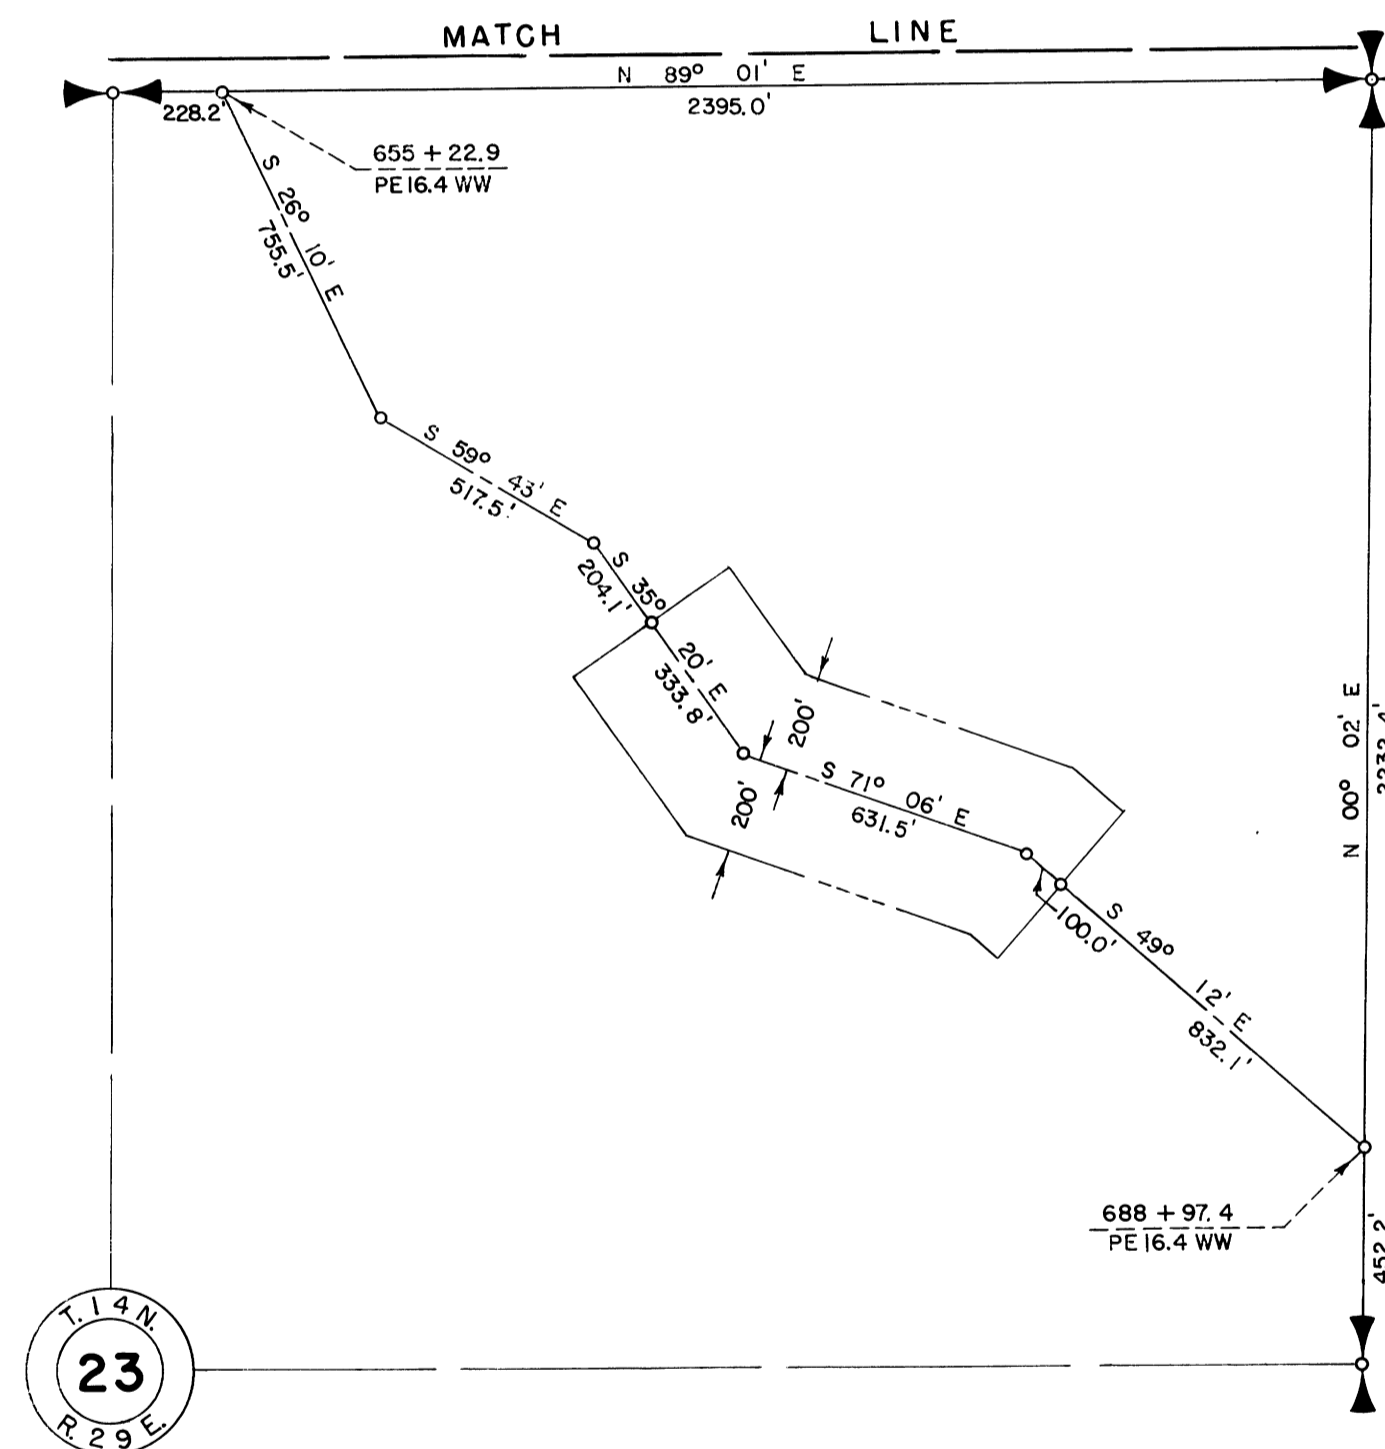 MATCH LINE
N 89° 01' E
228.2'
2395.0'
655 + 22.9
PE 16.4 WW
S 26° 10' E
755.5'
S 59° 43' E
517.5'
S 35° 20' E
204.1'
333.8'
200'
200'
S 71° 06' E
631.5'
100.0'
S 49° 12' E
832.1'
N 00° 02' E
688 + 97.4
PE 16.4 WW
452.2'
T. 14 N.
23
R. 29 E.